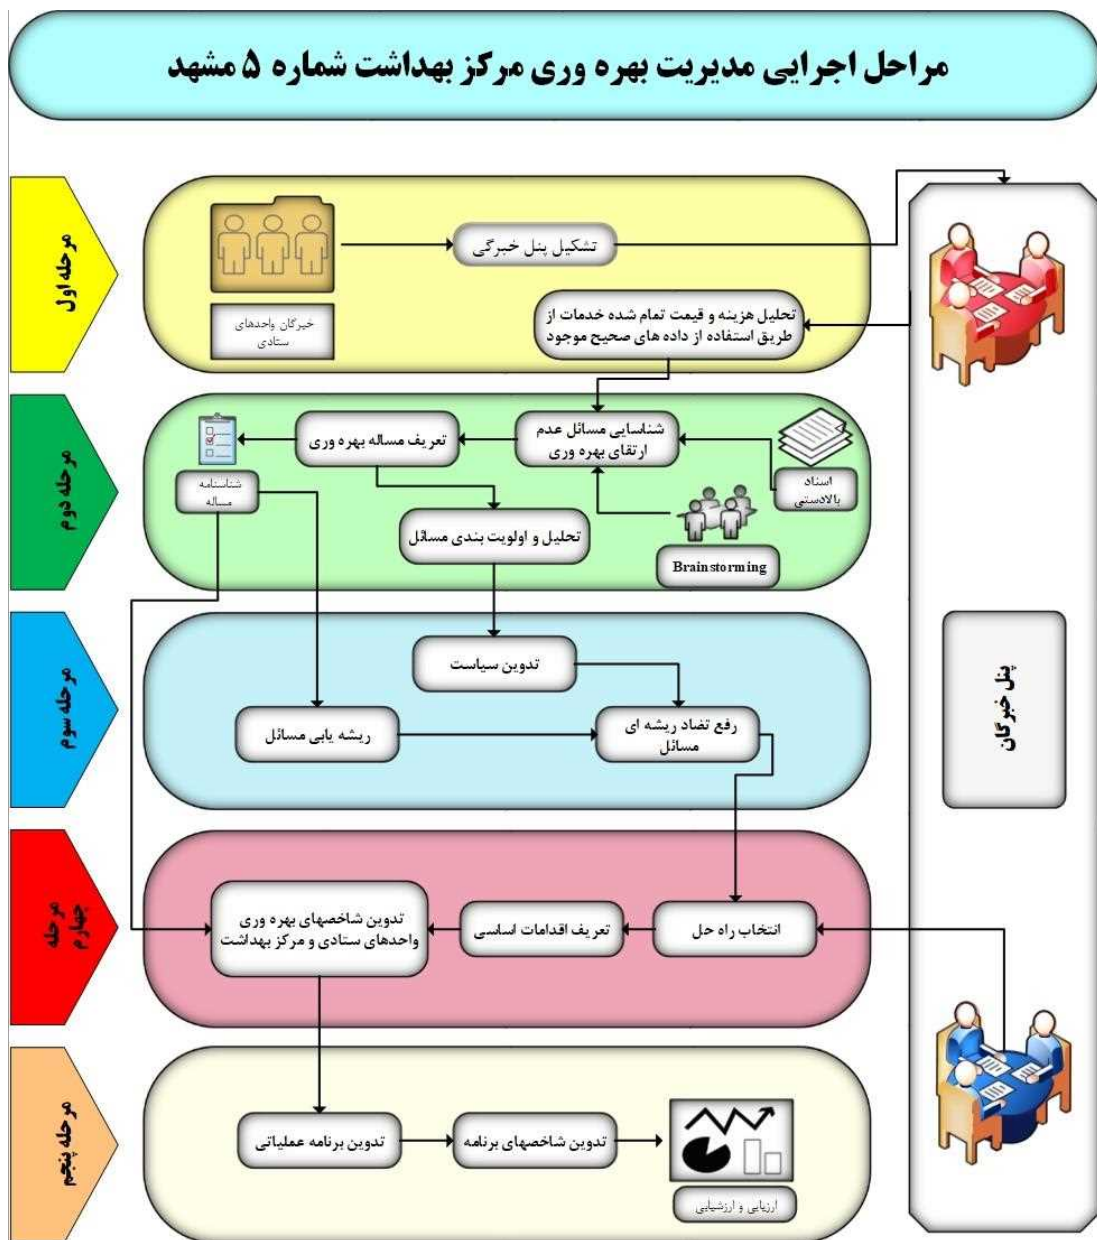 مراحل اجرایی مدیریت بهره وری مرکز بهداشت شماره ۵ مشهد
مرحله اول
خبرگان واحدهای
ستادی
تشکیل پنل خبرگی
تحلیل هزینه و قیمت تمام شده خدمات از
طریق استفاده از داده های صحیح موجود
مرحله دوم
اسناد
بالادستی
Brainstorming
شناسایی مسائل عدم
ارتقای بهره وری
تعریف مساله بهره وری
شناسنامه
مساله
تحلیل و اولویت بندی مسائل
مرحله سوم
تدوین سیاست
ریشه یابی مسائل
رفع تضاد ریشه ای
مسائل
پنل خبرگان
مرحله
چهارم
انتخاب راه حل
تعریف اقدامات اساسی
تدوین شاخصهای بهره وری
واحدهای ستادی و مرکز بهداشت
مرحله پنجم
تدوین برنامه عملیاتی
تدوین شاخصهای برنامه
ارزیابی و ارزشیابی